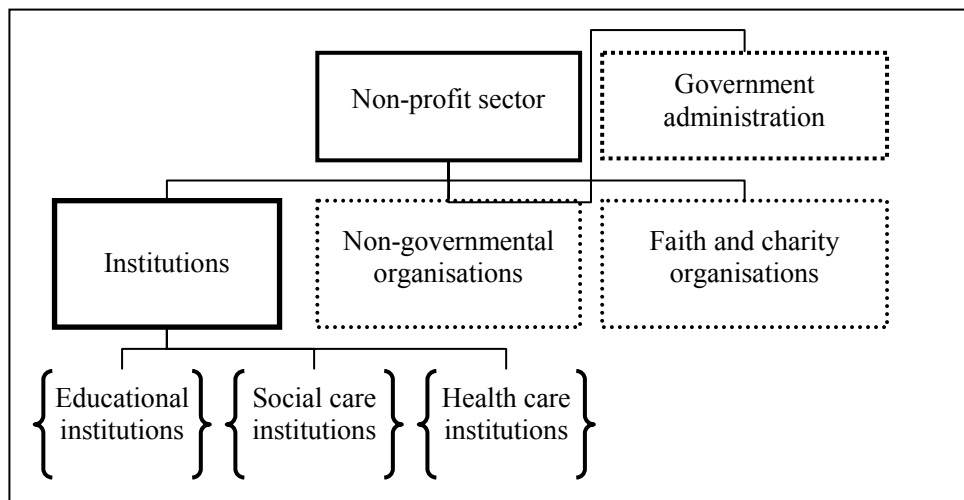 Non-profit sector
Government
administration
Institutions
Non-governmental
organisations
Faith and charity
organisations
Educational
institutions
Social care
institutions
Health care
institutions